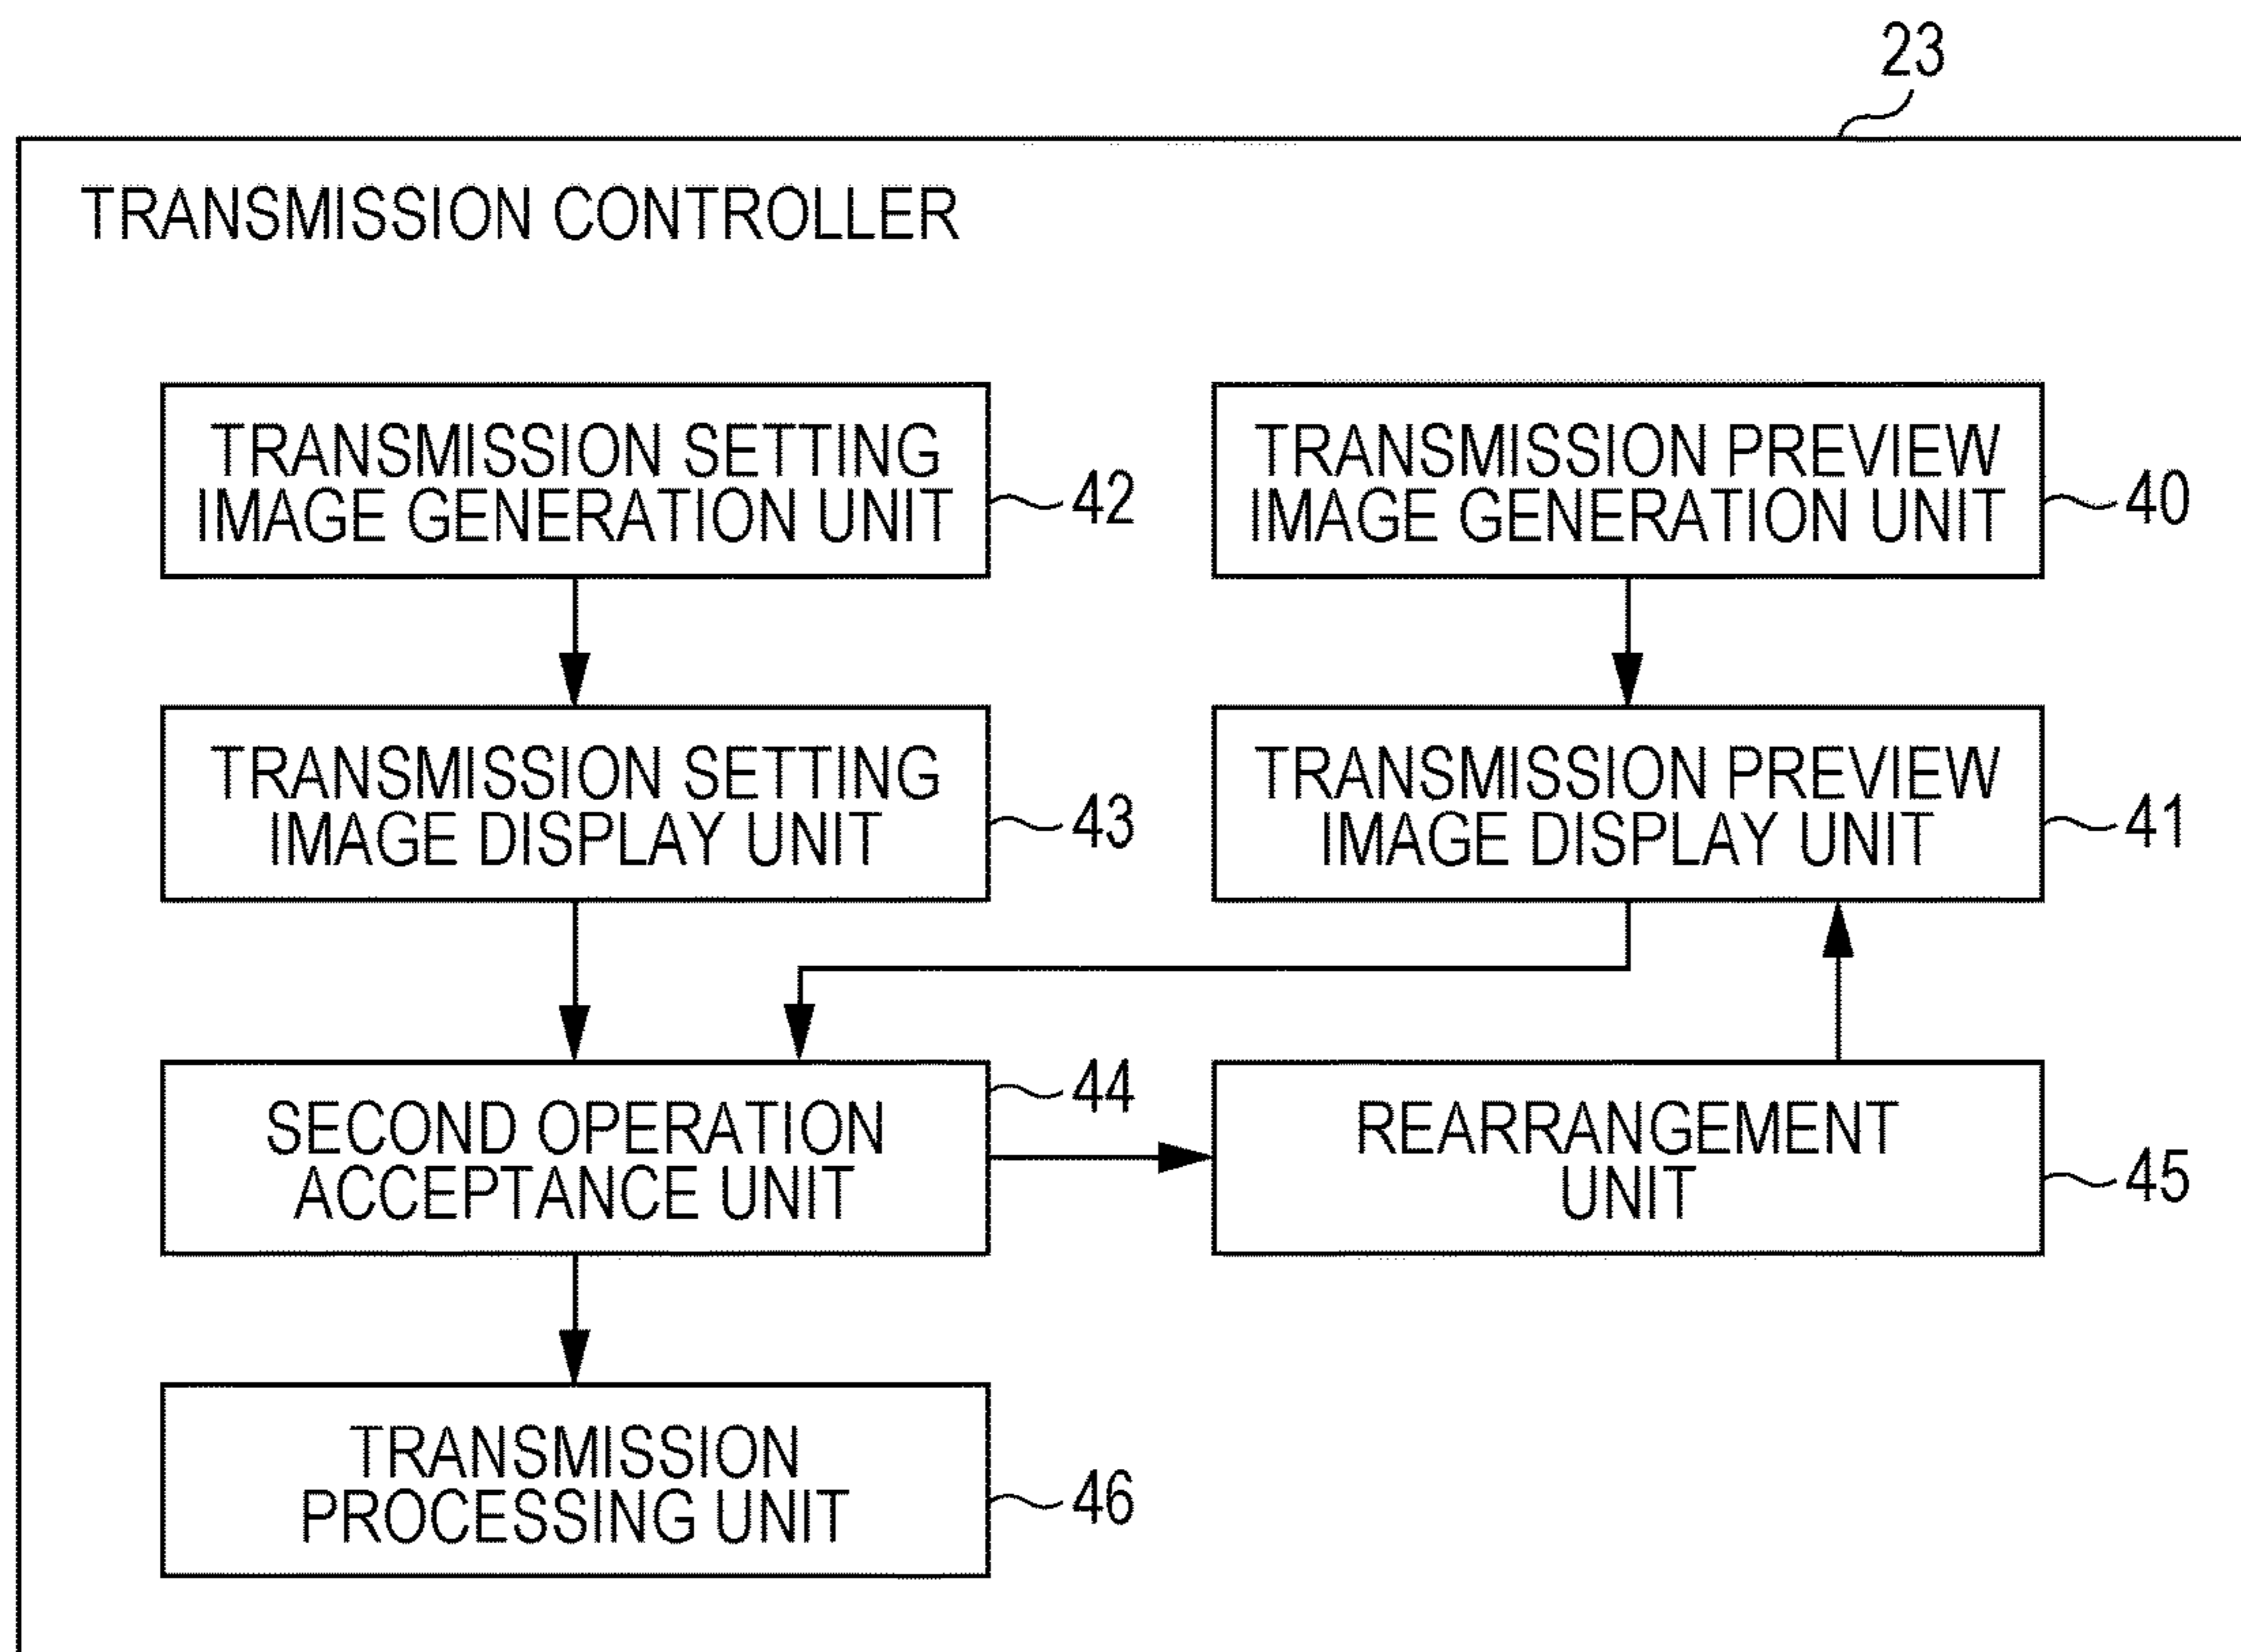 23
TRANSMISSION CONTROLLER
TRANSMISSION SETTING
IMAGE GENERATION UNIT
42
TRANSMISSION PREVIEW
IMAGE GENERATION UNIT
40
TRANSMISSION SETTING
IMAGE DISPLAY UNIT
43
TRANSMISSION PREVIEW
IMAGE DISPLAY UNIT
41
SECOND OPERATION
ACCEPTANCE UNIT
44
REARRANGEMENT
UNIT
45
TRANSMISSION
PROCESSING UNIT
46